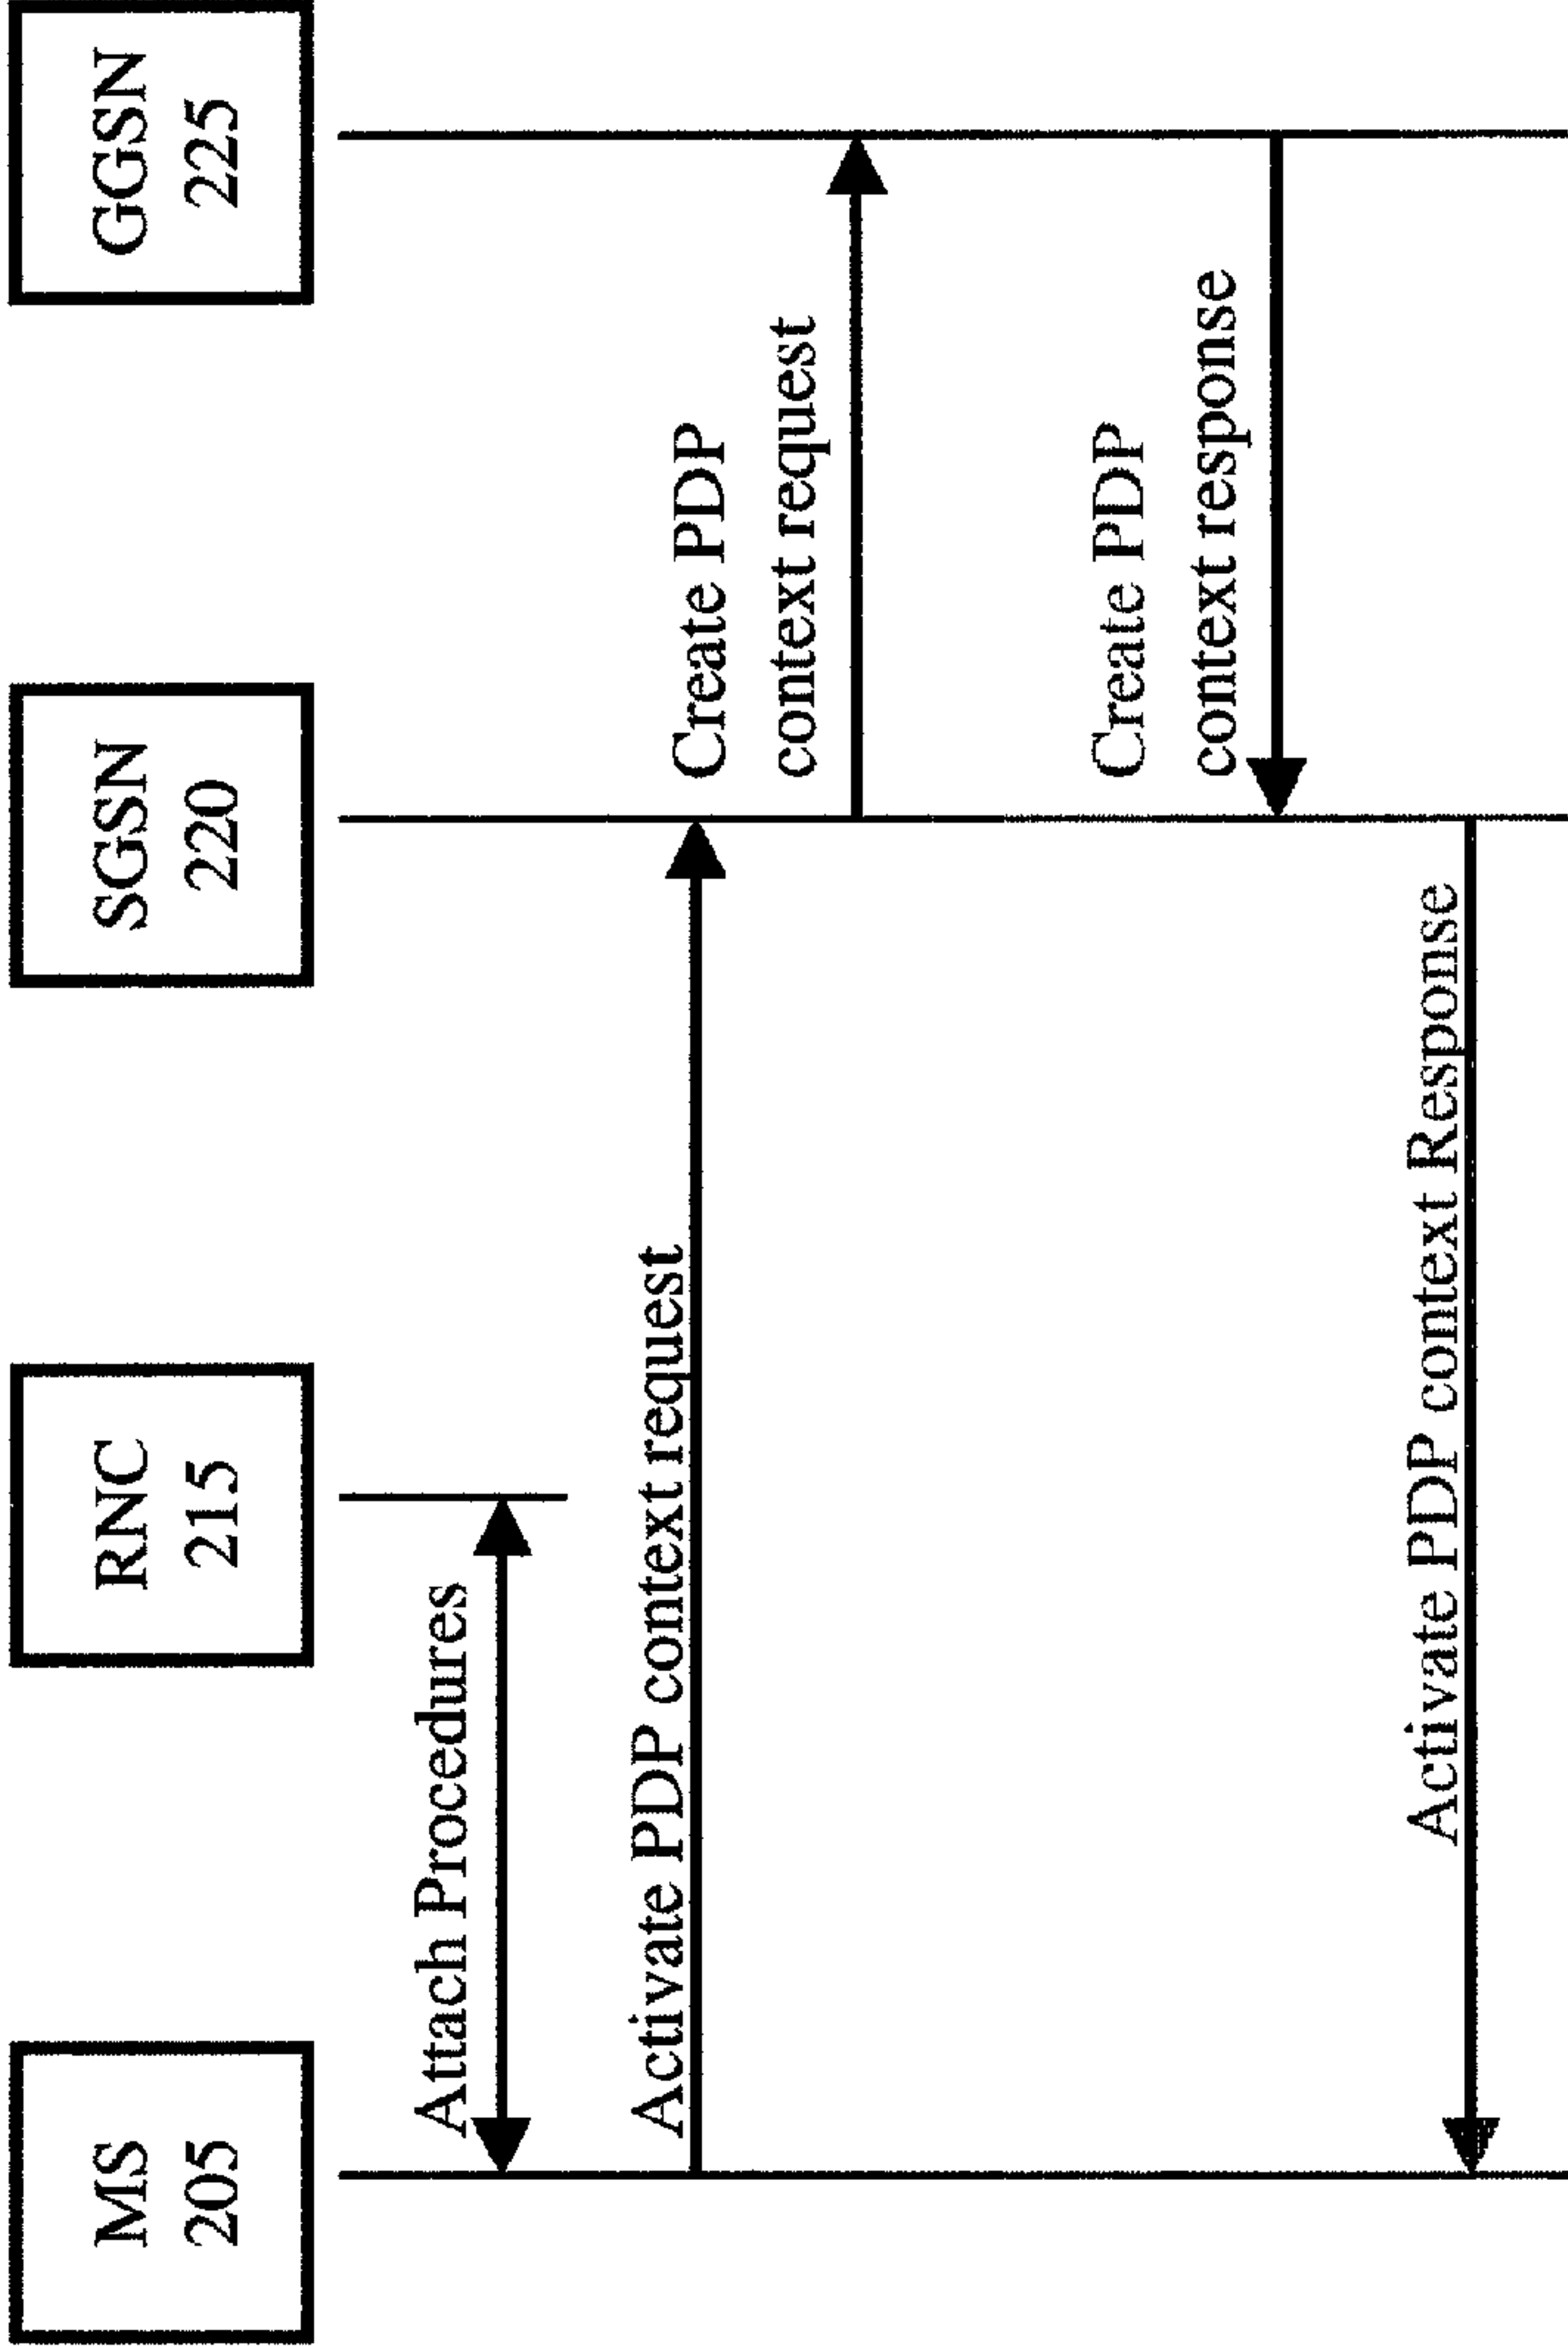 MS
205
RNC
215
SGSN
220
GGSN
225
Attach Procedures
Activate PDP context request
Create PDP
context request
Create PDP
context response
Activate PDP context Response